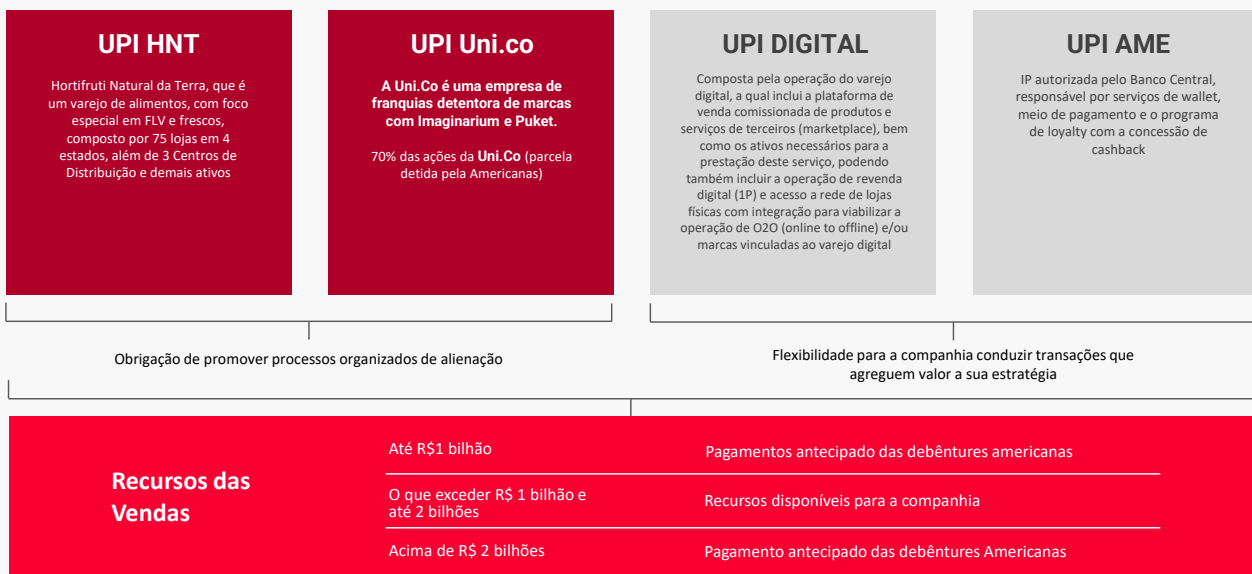 UPI HNT
Hortifruti Natural da Terra, que é
um varejo de alimentos, com foco
especial em FLV e frescos,
composto por 75 lojas em 4
estados, além de 3 Centros de
Distribuição e demais ativos
UPI Uni.co
A Uni.Co é uma empresa de
franquias detentora de marcas
com Imaginarium e Puket.
70% das ações da Uni.Co (parcela
detida pela Americanas)
UPI DIGITAL
Composta pela operação do varejo
digital, a qual inclui a plataforma de
venda comissionada de produtos e
serviços de terceiros (marketplace), bem
como os ativos necessários para a
prestação deste serviço, podendo
também incluir a operação de revenda
digital (1P) e acesso a rede de lojas
físicas com integração para viabilizar a
operação de O2O (online to offline) e/ou
marcas vinculadas ao varejo digital
UPI AME
IP autorizada pelo Banco Central,
responsável por serviços de wallet,
meio de pagamento e o programa
de loyalty com a concessão de
cashback
Obrigação de promover processos organizados de alienação
Flexibilidade para a companhia conduzir transações que
agreguem valor a sua estratégia
Recursos das
Vendas
Até R$1 bilhão
Pagamentos antecipado das debêntures americanas
O que exceder R$ 1 bilhão e
até 2 bilhões
Recursos disponíveis para a companhia
Acima de R$ 2 bilhões
Pagamento antecipado das debêntures Americanas